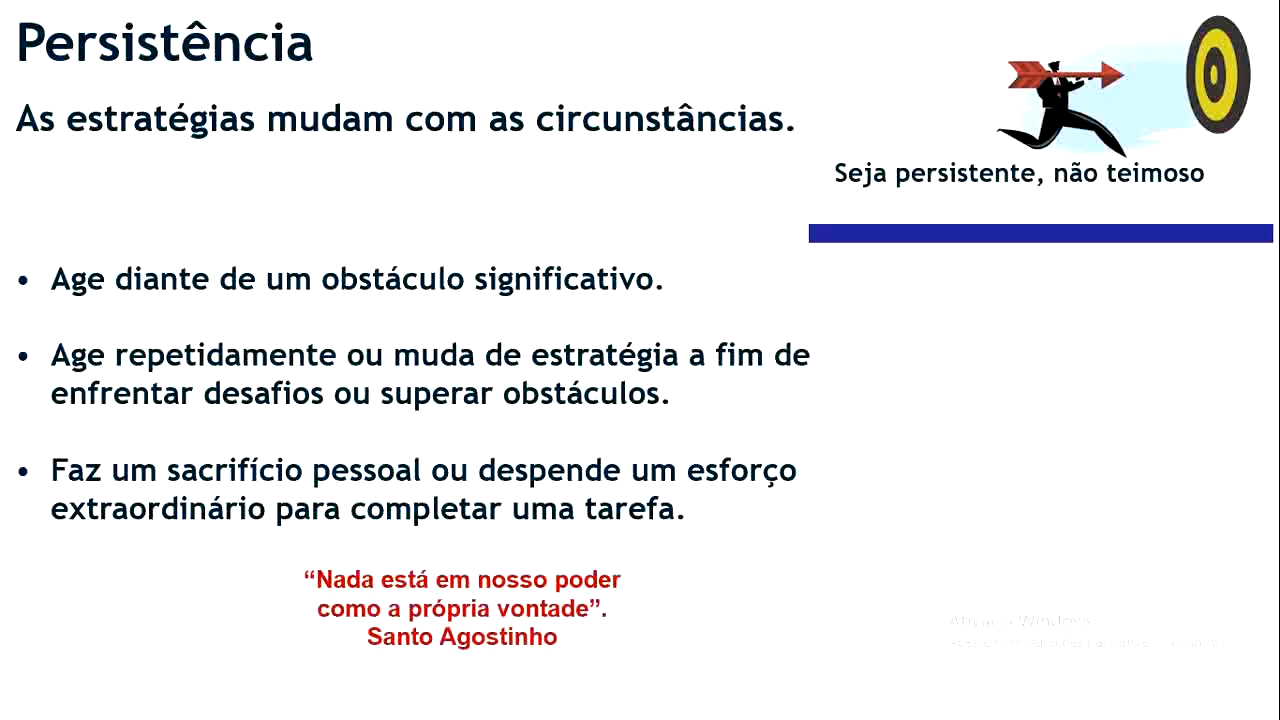 Persistência
As estratégias mudam com as circunstâncias.
Seja persistente, não teimoso
• Age diante de um obstáculo significativo.
• Age repetidamente ou muda de estratégia a fim de
enfrentar desafios ou superar obstáculos.
• Faz um sacrifício pessoal ou despende um esforço
extraordinário para completar uma tarefa.
“Nada está em nosso poder
como a própria vontade”.
Santo Agostinho